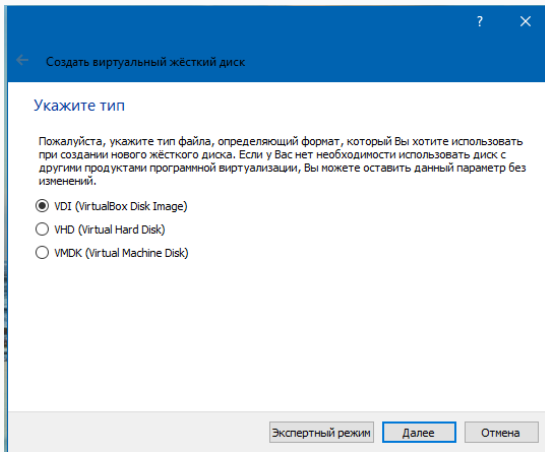 ?
Создать виртуальный жёсткий диск
Укажите тип
Пожалуйста, укажите тип файла, определяющий формат, который Вы хотите использовать
при создании нового жёсткого диска. Если у Вас нет необходимости использовать диск с
другими продуктами программной виртуализации, Вы можете оставить данный параметр без
изменений.
VDI (VirtualBox Disk Image)
VHD (Virtual Hard Disk)
VMDK (Virtual Machine Disk)
Экспертный режим Далее Отмена